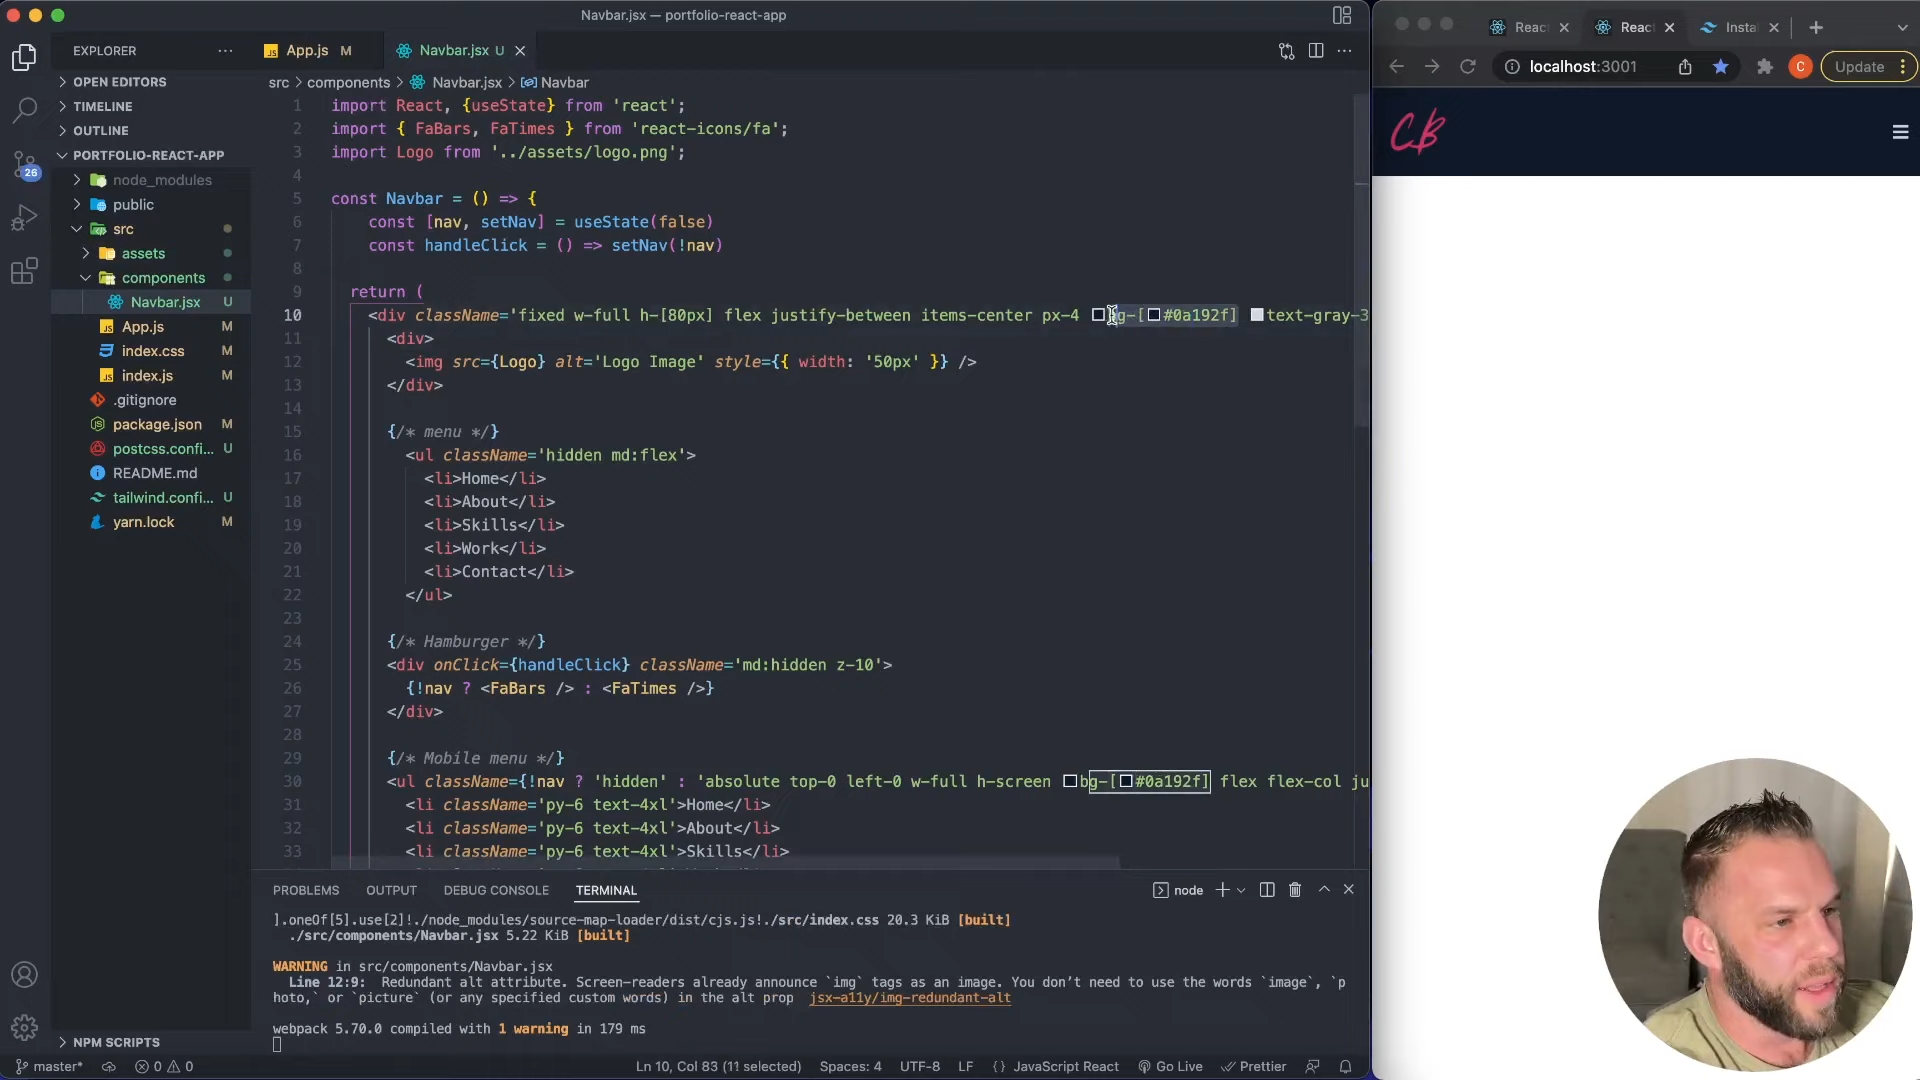 Navbar.jsx — portfolio-react-app
EXPLORER
App.js M
Navbar.jsx U
OPEN EDITORS
TIMELINE
OUTLINE
PORTFOLIO-REACT-APP
node_modules
public
src
assets
components
Navbar.jsx U
App.js M
index.css M
index.js M
.gitignore
package.json M
postcss.confi... U
README.md
tailwind.confi... U
yarn.lock M
NPM SCRIPTS
26
src > components > Navbar.jsx > Navbar
1 import React, {useState} from 'react';
2 import { FaBars, FaTimes } from 'react-icons/fa';
3 import Logo from '../assets/logo.png';
4
5 const Navbar = () => {
6 const [nav, setNav] = useState(false)
7 const handleClick = () => setNav(!nav)
8
9 return (
10 <div className='fixed w-full h-[80px] flex justify-between items-center px-4 bg-[#0a192f] text-gray-3
11 <div>
12 <img src={Logo} alt='Logo Image' style={{ width: '50px' }} />
13 </div>
14
15 {/* menu */}
16 <ul className='hidden md:flex'>
17 <li>Home</li>
18 <li>About</li>
19 <li>Skills</li>
20 <li>Work</li>
21 <li>Contact</li>
22 </ul>
23
24 {/* Hamburger */}
25 <div onClick={handleClick} className='md:hidden z-10'>
26 {!nav ? <FaBars /> : <FaTimes />}
27 </div>
28
29 {/* Mobile menu */}
30 <ul className={!nav ? 'hidden' : 'absolute top-0 left-0 w-full h-screen bg-[#0a192f] flex flex-col ju
31 <li className='py-6 text-4xl'>Home</li>
32 <li className='py-6 text-4xl'>About</li>
33 <li className='py-6 text-4xl'>Skills</li>
PROBLEMS OUTPUT DEBUG CONSOLE TERMINAL
node
].oneOf[5].use[2]!./node_modules/source-map-loader/dist/cjs.js!./src/index.css 20.3 KiB [built]
./src/components/Navbar.jsx 5.22 KiB [built]
WARNING in src/components/Navbar.jsx
Line 12:9: Redundant alt attribute. Screen-readers already announce `img` tags as an image. You don’t need to use the words `image`, `p
hoto,` or `picture` (or any specified custom words) in the alt prop jsx-a11y/img-redundant-alt
webpack 5.70.0 compiled with 1 warning in 179 ms
master* 0 0 Ln 10, Col 83 (11 selected) Spaces: 4 UTF-8 LF {} JavaScript React Go Live Prettier
React React Insta
localhost:3001
C
Update
CB